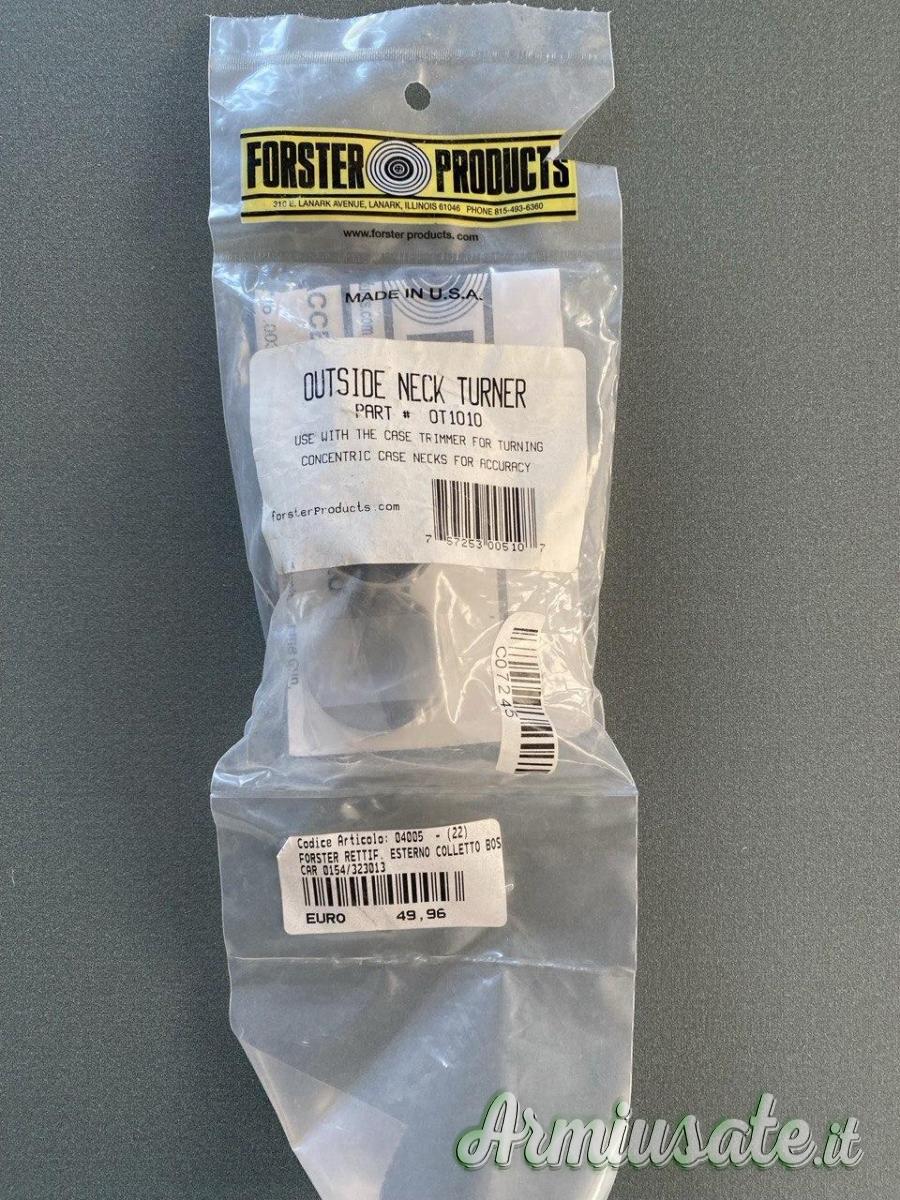 FORSTER PRODUCTS
310 E. LANARK AVENUE, LANARK, ILLINOIS 61046 PHONE 815-493-6360
www.forsterproducts.com
MADE IN U.S.A.
OUTSIDE NECK TURNER
PART # OT1010
USE WITH THE CASE TRIMMER FOR TURNING
CONCENTRIC CASE NECKS FOR ACCURACY
forsterProducts.com
7 57253 00510 7
C07245
Codice Articolo: 04005 - (22)
FORSTER RETTIF. ESTERNO COLLETTO BOS
CAR 0154/323013
EURO 49,96
Armiusate.it